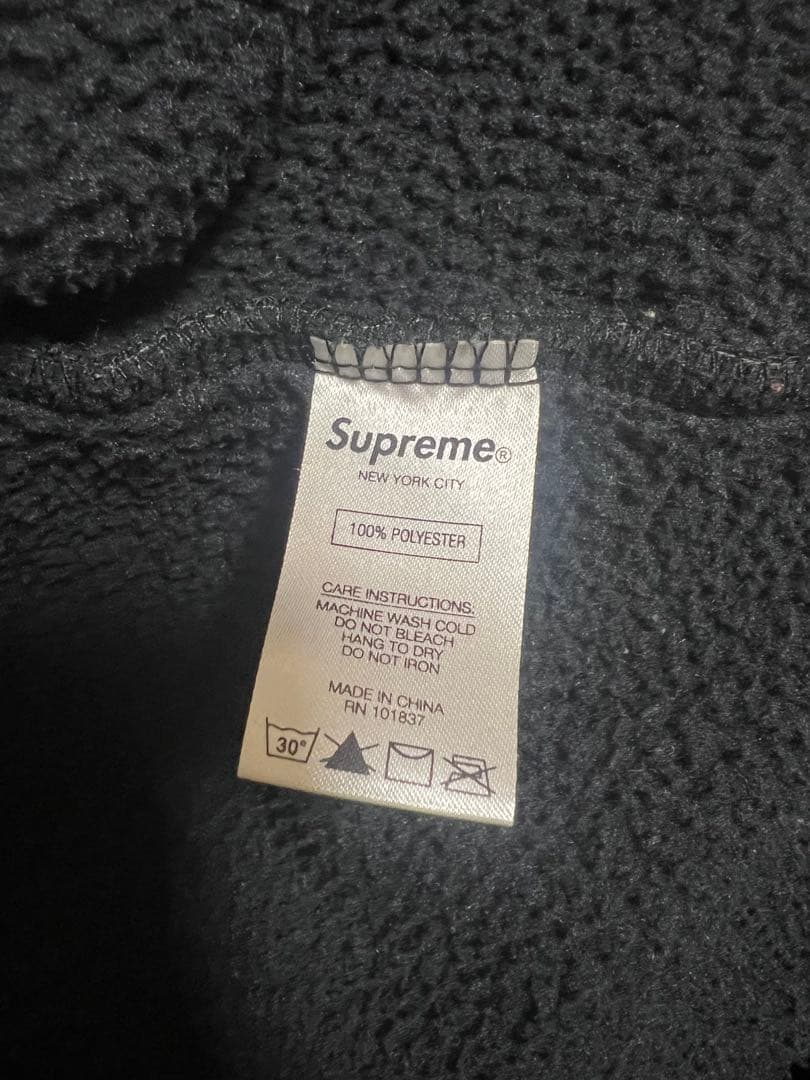 Supreme®
NEW YORK CITY
100% POLYESTER
CARE INSTRUCTIONS:
MACHINE WASH COLD
DO NOT BLEACH
HANG TO DRY
DO NOT IRON
MADE IN CHINA
RN 101837
30°